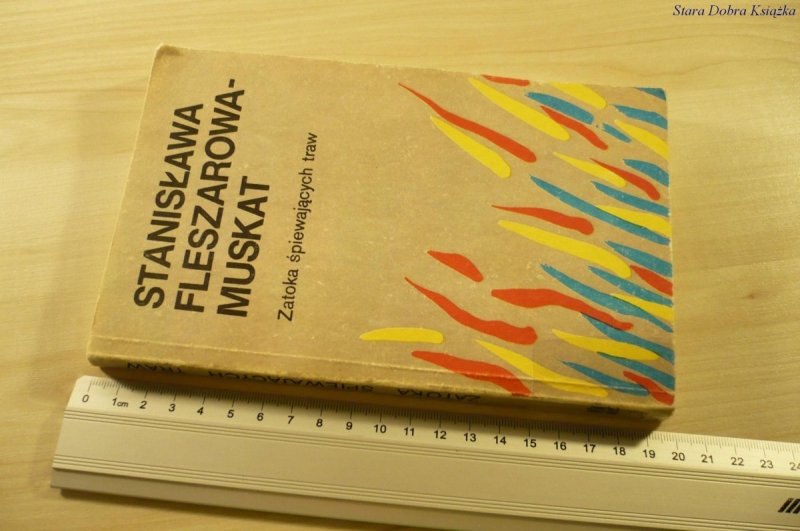 Stara Dobra Książka
STANISŁAWA
FLESZAROWA-
MUSKAT
Zatoka śpiewających traw
ZATOKA ŚPIEWAJĄCYCH TRAW
0 1cm 2 3 4 5 6 7 8 9 10 11 12 13 14 15 16 17 18 19 20 21 22 23 24